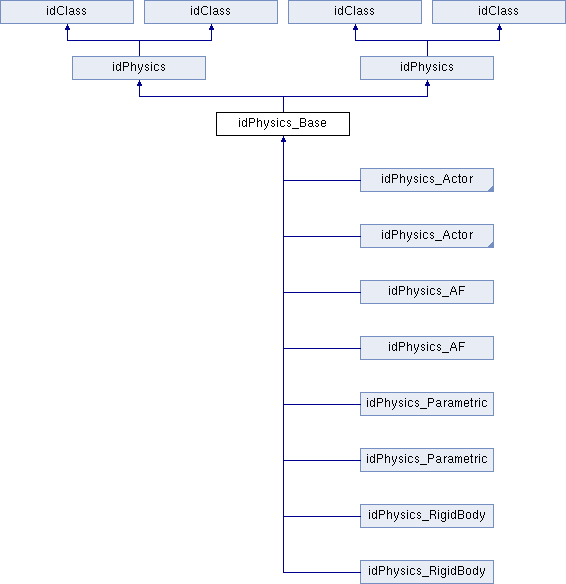 idClass
idClass
idClass
idClass
idPhysics
idPhysics
idPhysics_Base
idPhysics_Actor
idPhysics_Actor
idPhysics_AF
idPhysics_AF
idPhysics_Parametric
idPhysics_Parametric
idPhysics_RigidBody
idPhysics_RigidBody